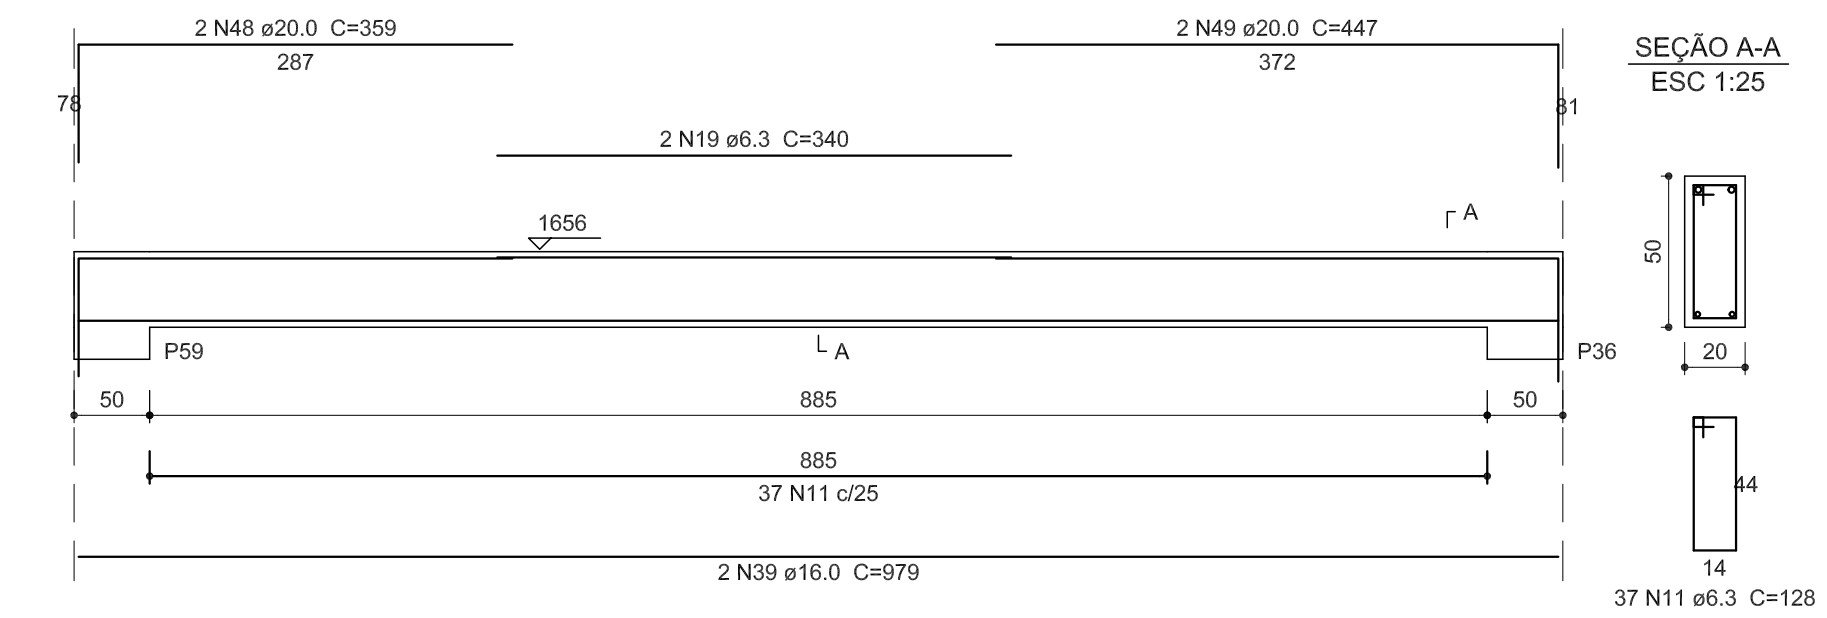 2 N48 ø20.0 C=359
287
78
2 N49 ø20.0 C=447
372
81
SEÇÃO A-A
ESC 1:25
2 N19 ø6.3 C=340
1656
A
50
20
P59
A
P36
50
885
50
885
37 N11 c/25
44
14
2 N39 ø16.0 C=979
37 N11 ø6.3 C=128